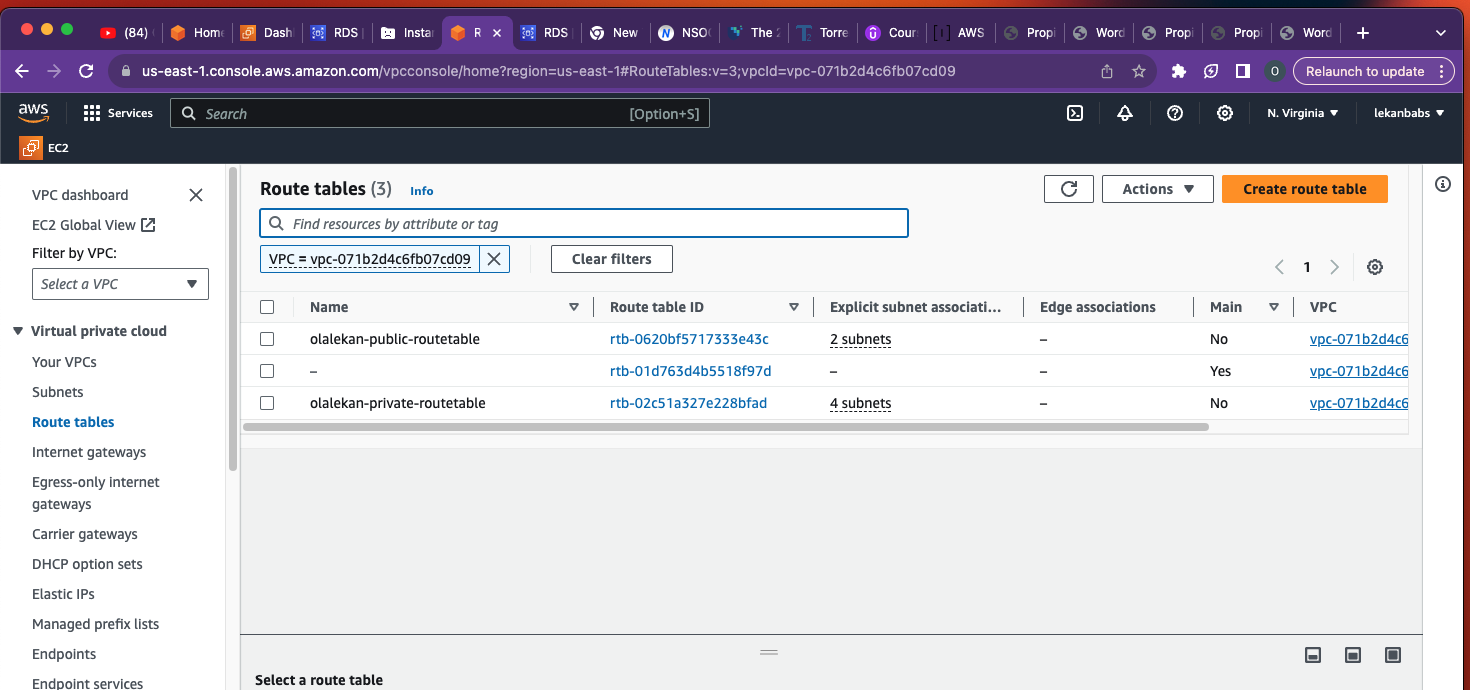 (84)
Home
Dash
RDS
Instar
R
RDS
New
NSO
The
Torre
Cour
AWS
Propi
Word
Propi
Propi
Word
us-east-1.console.aws.amazon.com/vpcconsole/home?region=us-east-1#RouteTables:v=3;vpcId=vpc-071b2d4c6fb07cd09
0
Relaunch to update
aws
Services
Search
[Option+S]
N. Virginia
lekanbabs
EC2
VPC dashboard
EC2 Global View
Filter by VPC:
Select a VPC
Virtual private cloud
Your VPCs
Subnets
Route tables
Internet gateways
Egress-only internet
gateways
Carrier gateways
DHCP option sets
Elastic IPs
Managed prefix lists
Endpoints
Endpoint services
Route tables (3) Info
Actions
Create route table
Find resources by attribute or tag
VPC = vpc-071b2d4c6fb07cd09
Clear filters
1
Name Route table ID Explicit subnet associati... Edge associations Main VPC
olalekan-public-routetable rtb-0620bf5717333e43c 2 subnets – No vpc-071b2d4c6
– rtb-01d763d4b5518f97d – – Yes vpc-071b2d4c6
olalekan-private-routetable rtb-02c51a327e228bfad 4 subnets – No vpc-071b2d4c6
Select a route table